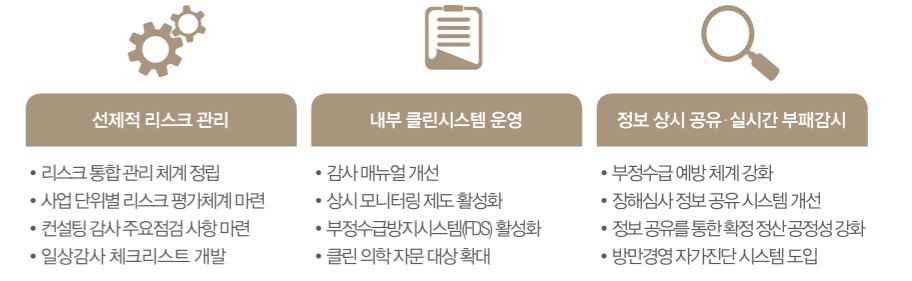 선제적 리스크 관리
• 리스크 통합 관리 체계 정립
• 사업 단위별 리스크 평가체계 마련
• 컨설팅 감사 주요점검 사항 마련
• 일상감사 체크리스트 개발
내부 클린시스템 운영
• 감사 매뉴얼 개선
• 상시 모니터링 제도 활성화
• 부정수급방지시스템(FDS) 활성화
• 클린 의학 자문 대상 확대
정보 상시 공유·실시간 부패감시
• 부정수급 예방 체계 강화
• 장해심사 정보 공유 시스템 개선
• 정보 공유를 통한 확정 정산 공정성 강화
• 방만경영 자가진단 시스템 도입